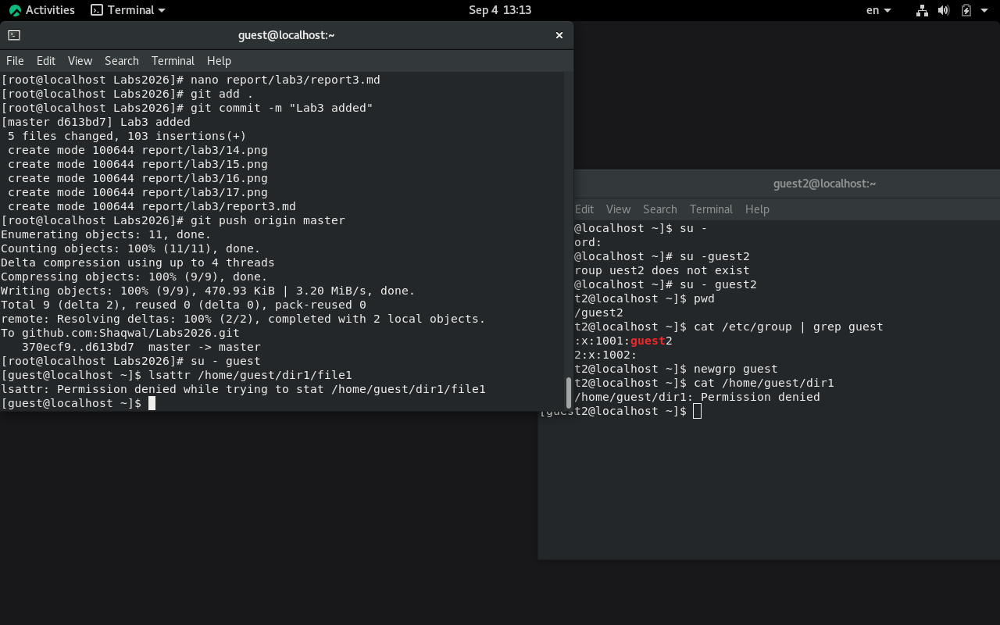 Activities Terminal Sep 4 13:13 en
guest@localhost:~
File Edit View Search Terminal Help
[root@localhost Labs2026]# nano report/lab3/report3.md
[root@localhost Labs2026]# git add .
[root@localhost Labs2026]# git commit -m "Lab3 added"
[master d613bd7] Lab3 added
 5 files changed, 103 insertions(+)
 create mode 100644 report/lab3/14.png
 create mode 100644 report/lab3/15.png
 create mode 100644 report/lab3/16.png
 create mode 100644 report/lab3/17.png
 create mode 100644 report/lab3/report3.md
[root@localhost Labs2026]# git push origin master
Enumerating objects: 11, done.
Counting objects: 100% (11/11), done.
Delta compression using up to 4 threads
Compressing objects: 100% (9/9), done.
Writing objects: 100% (9/9), 470.93 KiB | 3.20 MiB/s, done.
Total 9 (delta 2), reused 0 (delta 0), pack-reused 0
remote: Resolving deltas: 100% (2/2), completed with 2 local objects.
To github.com:Shaqwal/Labs2026.git
   370ecf9..d613bd7  master -> master
[root@localhost Labs2026]# su - guest
[guest@localhost ~]$ lsattr /home/guest/dir1/file1
lsattr: Permission denied while trying to stat /home/guest/dir1/file1
[guest@localhost ~]$
guest2@localhost:~
Edit View Search Terminal Help
@localhost ~]$ su -
ord:
@localhost ~]# su -guest2
roup uest2 does not exist
@localhost ~]# su - guest2
t2@localhost ~]$ pwd
/guest2
t2@localhost ~]$ cat /etc/group | grep guest
:x:1001:guest2
2:x:1002:
t2@localhost ~]$ newgrp guest
t2@localhost ~]$ cat /home/guest/dir1
/home/guest/dir1: Permission denied
[guest2@localhost ~]$